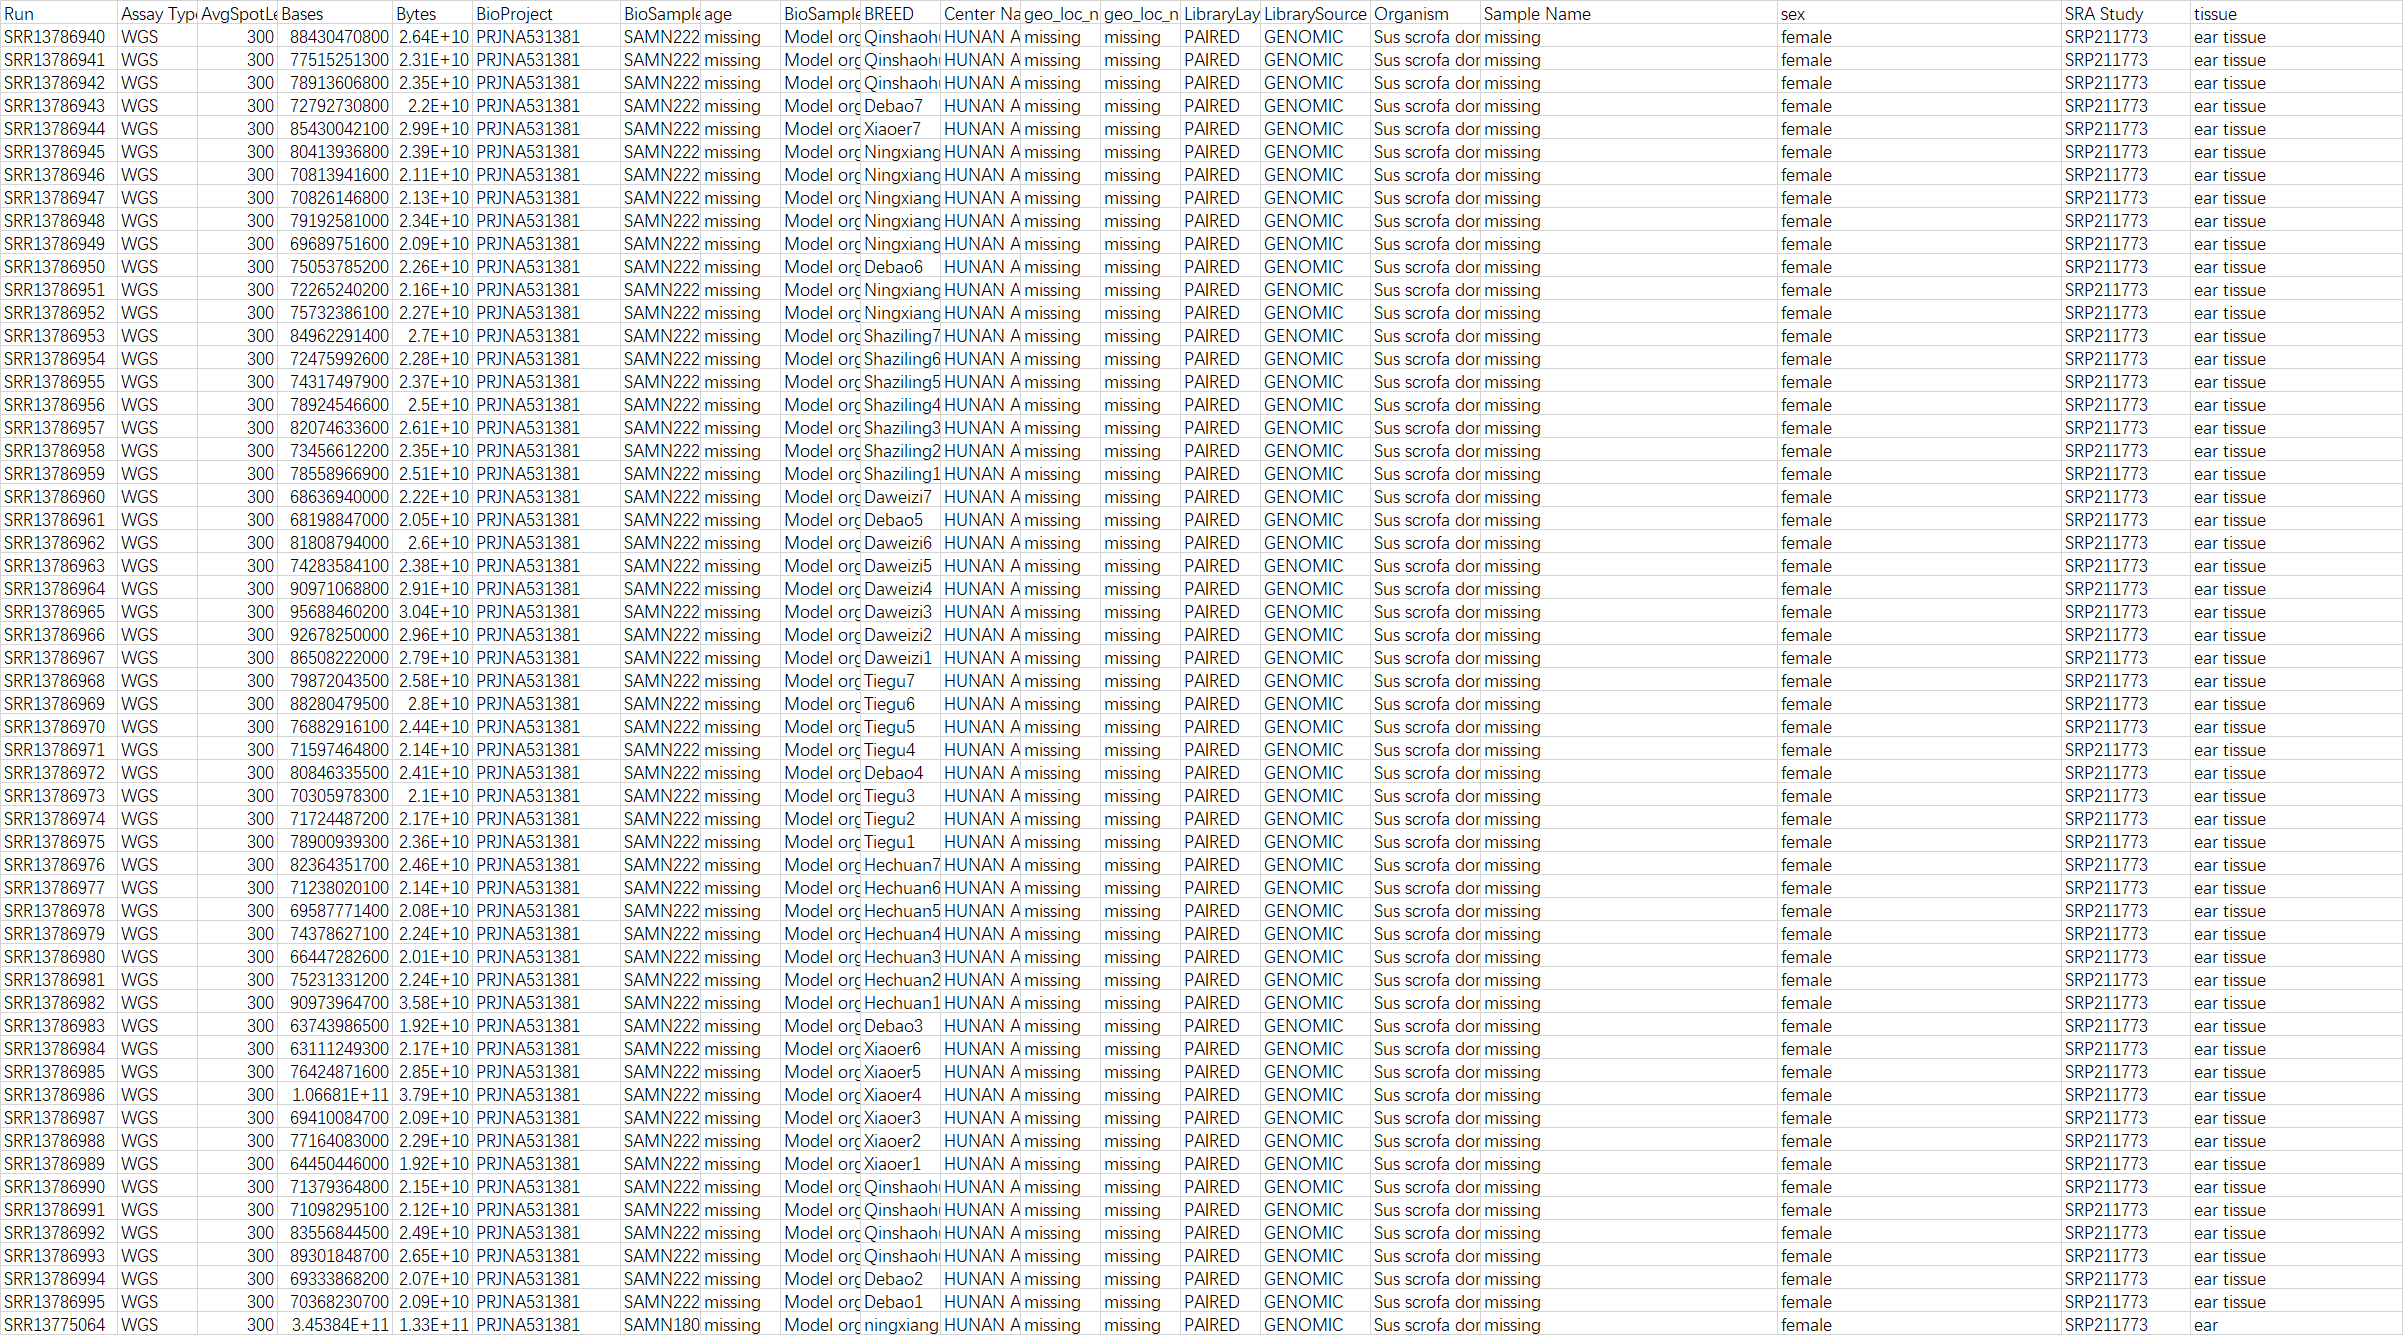 Run Assay Typ AvgSpotLe Bases Bytes BioProject BioSample age BioSample BREED Center Na geo_loc_n geo_loc_n LibraryLay LibrarySource Organism Sample Name sex SRA Study tissue
SRR13786940 WGS 300 88430470800 2.64E+10 PRJNA531381 SAMN222 missing Model org Qinshaohu HUNAN A missing missing PAIRED GENOMIC Sus scrofa dor missing female SRP211773 ear tissue
SRR13786941 WGS 300 77515251300 2.31E+10 PRJNA531381 SAMN222 missing Model org Qinshaohu HUNAN A missing missing PAIRED GENOMIC Sus scrofa dor missing female SRP211773 ear tissue
SRR13786942 WGS 300 78913606800 2.35E+10 PRJNA531381 SAMN222 missing Model org Qinshaohu HUNAN A missing missing PAIRED GENOMIC Sus scrofa dor missing female SRP211773 ear tissue
SRR13786943 WGS 300 72792730800 2.2E+10 PRJNA531381 SAMN222 missing Model org Debao7 HUNAN A missing missing PAIRED GENOMIC Sus scrofa dor missing female SRP211773 ear tissue
SRR13786944 WGS 300 85430042100 2.99E+10 PRJNA531381 SAMN222 missing Model org Xiaoer7 HUNAN A missing missing PAIRED GENOMIC Sus scrofa dor missing female SRP211773 ear tissue
SRR13786945 WGS 300 80413936800 2.39E+10 PRJNA531381 SAMN222 missing Model org Ningxiang HUNAN A missing missing PAIRED GENOMIC Sus scrofa dor missing female SRP211773 ear tissue
SRR13786946 WGS 300 70813941600 2.11E+10 PRJNA531381 SAMN222 missing Model org Ningxiang HUNAN A missing missing PAIRED GENOMIC Sus scrofa dor missing female SRP211773 ear tissue
SRR13786947 WGS 300 70826146800 2.13E+10 PRJNA531381 SAMN222 missing Model org Ningxiang HUNAN A missing missing PAIRED GENOMIC Sus scrofa dor missing female SRP211773 ear tissue
SRR13786948 WGS 300 79192581000 2.34E+10 PRJNA531381 SAMN222 missing Model org Ningxiang HUNAN A missing missing PAIRED GENOMIC Sus scrofa dor missing female SRP211773 ear tissue
SRR13786949 WGS 300 69689751600 2.09E+10 PRJNA531381 SAMN222 missing Model org Ningxiang HUNAN A missing missing PAIRED GENOMIC Sus scrofa dor missing female SRP211773 ear tissue
SRR13786950 WGS 300 75053785200 2.26E+10 PRJNA531381 SAMN222 missing Model org Debao6 HUNAN A missing missing PAIRED GENOMIC Sus scrofa dor missing female SRP211773 ear tissue
SRR13786951 WGS 300 72265240200 2.16E+10 PRJNA531381 SAMN222 missing Model org Ningxiang HUNAN A missing missing PAIRED GENOMIC Sus scrofa dor missing female SRP211773 ear tissue
SRR13786952 WGS 300 75732386100 2.27E+10 PRJNA531381 SAMN222 missing Model org Ningxiang HUNAN A missing missing PAIRED GENOMIC Sus scrofa dor missing female SRP211773 ear tissue
SRR13786953 WGS 300 84962291400 2.7E+10 PRJNA531381 SAMN222 missing Model org Shaziling7 HUNAN A missing missing PAIRED GENOMIC Sus scrofa dor missing female SRP211773 ear tissue
SRR13786954 WGS 300 72475992600 2.28E+10 PRJNA531381 SAMN222 missing Model org Shaziling6 HUNAN A missing missing PAIRED GENOMIC Sus scrofa dor missing female SRP211773 ear tissue
SRR13786955 WGS 300 74317497900 2.37E+10 PRJNA531381 SAMN222 missing Model org Shaziling5 HUNAN A missing missing PAIRED GENOMIC Sus scrofa dor missing female SRP211773 ear tissue
SRR13786956 WGS 300 78924546600 2.5E+10 PRJNA531381 SAMN222 missing Model org Shaziling4 HUNAN A missing missing PAIRED GENOMIC Sus scrofa dor missing female SRP211773 ear tissue
SRR13786957 WGS 300 82074633600 2.61E+10 PRJNA531381 SAMN222 missing Model org Shaziling3 HUNAN A missing missing PAIRED GENOMIC Sus scrofa dor missing female SRP211773 ear tissue
SRR13786958 WGS 300 73456612200 2.35E+10 PRJNA531381 SAMN222 missing Model org Shaziling2 HUNAN A missing missing PAIRED GENOMIC Sus scrofa dor missing female SRP211773 ear tissue
SRR13786959 WGS 300 78558966900 2.51E+10 PRJNA531381 SAMN222 missing Model org Shaziling1 HUNAN A missing missing PAIRED GENOMIC Sus scrofa dor missing female SRP211773 ear tissue
SRR13786960 WGS 300 68636940000 2.22E+10 PRJNA531381 SAMN222 missing Model org Daweizi7 HUNAN A missing missing PAIRED GENOMIC Sus scrofa dor missing female SRP211773 ear tissue
SRR13786961 WGS 300 68198847000 2.05E+10 PRJNA531381 SAMN222 missing Model org Debao5 HUNAN A missing missing PAIRED GENOMIC Sus scrofa dor missing female SRP211773 ear tissue
SRR13786962 WGS 300 81808794000 2.6E+10 PRJNA531381 SAMN222 missing Model org Daweizi6 HUNAN A missing missing PAIRED GENOMIC Sus scrofa dor missing female SRP211773 ear tissue
SRR13786963 WGS 300 74283584100 2.38E+10 PRJNA531381 SAMN222 missing Model org Daweizi5 HUNAN A missing missing PAIRED GENOMIC Sus scrofa dor missing female SRP211773 ear tissue
SRR13786964 WGS 300 90971068800 2.91E+10 PRJNA531381 SAMN222 missing Model org Daweizi4 HUNAN A missing missing PAIRED GENOMIC Sus scrofa dor missing female SRP211773 ear tissue
SRR13786965 WGS 300 95688460200 3.04E+10 PRJNA531381 SAMN222 missing Model org Daweizi3 HUNAN A missing missing PAIRED GENOMIC Sus scrofa dor missing female SRP211773 ear tissue
SRR13786966 WGS 300 92678250000 2.96E+10 PRJNA531381 SAMN222 missing Model org Daweizi2 HUNAN A missing missing PAIRED GENOMIC Sus scrofa dor missing female SRP211773 ear tissue
SRR13786967 WGS 300 86508222000 2.79E+10 PRJNA531381 SAMN222 missing Model org Daweizi1 HUNAN A missing missing PAIRED GENOMIC Sus scrofa dor missing female SRP211773 ear tissue
SRR13786968 WGS 300 79872043500 2.58E+10 PRJNA531381 SAMN222 missing Model org Tiegu7 HUNAN A missing missing PAIRED GENOMIC Sus scrofa dor missing female SRP211773 ear tissue
SRR13786969 WGS 300 88280479500 2.8E+10 PRJNA531381 SAMN222 missing Model org Tiegu6 HUNAN A missing missing PAIRED GENOMIC Sus scrofa dor missing female SRP211773 ear tissue
SRR13786970 WGS 300 76882916100 2.44E+10 PRJNA531381 SAMN222 missing Model org Tiegu5 HUNAN A missing missing PAIRED GENOMIC Sus scrofa dor missing female SRP211773 ear tissue
SRR13786971 WGS 300 71597464800 2.14E+10 PRJNA531381 SAMN222 missing Model org Tiegu4 HUNAN A missing missing PAIRED GENOMIC Sus scrofa dor missing female SRP211773 ear tissue
SRR13786972 WGS 300 80846335500 2.41E+10 PRJNA531381 SAMN222 missing Model org Debao4 HUNAN A missing missing PAIRED GENOMIC Sus scrofa dor missing female SRP211773 ear tissue
SRR13786973 WGS 300 70305978300 2.1E+10 PRJNA531381 SAMN222 missing Model org Tiegu3 HUNAN A missing missing PAIRED GENOMIC Sus scrofa dor missing female SRP211773 ear tissue
SRR13786974 WGS 300 71724487200 2.17E+10 PRJNA531381 SAMN222 missing Model org Tiegu2 HUNAN A missing missing PAIRED GENOMIC Sus scrofa dor missing female SRP211773 ear tissue
SRR13786975 WGS 300 78900939300 2.36E+10 PRJNA531381 SAMN222 missing Model org Tiegu1 HUNAN A missing missing PAIRED GENOMIC Sus scrofa dor missing female SRP211773 ear tissue
SRR13786976 WGS 300 82364351700 2.46E+10 PRJNA531381 SAMN222 missing Model org Hechuan7 HUNAN A missing missing PAIRED GENOMIC Sus scrofa dor missing female SRP211773 ear tissue
SRR13786977 WGS 300 71238020100 2.14E+10 PRJNA531381 SAMN222 missing Model org Hechuan6 HUNAN A missing missing PAIRED GENOMIC Sus scrofa dor missing female SRP211773 ear tissue
SRR13786978 WGS 300 69587771400 2.08E+10 PRJNA531381 SAMN222 missing Model org Hechuan5 HUNAN A missing missing PAIRED GENOMIC Sus scrofa dor missing female SRP211773 ear tissue
SRR13786979 WGS 300 74378627100 2.24E+10 PRJNA531381 SAMN222 missing Model org Hechuan4 HUNAN A missing missing PAIRED GENOMIC Sus scrofa dor missing female SRP211773 ear tissue
SRR13786980 WGS 300 66447282600 2.01E+10 PRJNA531381 SAMN222 missing Model org Hechuan3 HUNAN A missing missing PAIRED GENOMIC Sus scrofa dor missing female SRP211773 ear tissue
SRR13786981 WGS 300 75231331200 2.24E+10 PRJNA531381 SAMN222 missing Model org Hechuan2 HUNAN A missing missing PAIRED GENOMIC Sus scrofa dor missing female SRP211773 ear tissue
SRR13786982 WGS 300 90973964700 3.58E+10 PRJNA531381 SAMN222 missing Model org Hechuan1 HUNAN A missing missing PAIRED GENOMIC Sus scrofa dor missing female SRP211773 ear tissue
SRR13786983 WGS 300 63743986500 1.92E+10 PRJNA531381 SAMN222 missing Model org Debao3 HUNAN A missing missing PAIRED GENOMIC Sus scrofa dor missing female SRP211773 ear tissue
SRR13786984 WGS 300 63111249300 2.17E+10 PRJNA531381 SAMN222 missing Model org Xiaoer6 HUNAN A missing missing PAIRED GENOMIC Sus scrofa dor missing female SRP211773 ear tissue
SRR13786985 WGS 300 76424871600 2.85E+10 PRJNA531381 SAMN222 missing Model org Xiaoer5 HUNAN A missing missing PAIRED GENOMIC Sus scrofa dor missing female SRP211773 ear tissue
SRR13786986 WGS 300 1.06681E+11 3.79E+10 PRJNA531381 SAMN222 missing Model org Xiaoer4 HUNAN A missing missing PAIRED GENOMIC Sus scrofa dor missing female SRP211773 ear tissue
SRR13786987 WGS 300 69410084700 2.09E+10 PRJNA531381 SAMN222 missing Model org Xiaoer3 HUNAN A missing missing PAIRED GENOMIC Sus scrofa dor missing female SRP211773 ear tissue
SRR13786988 WGS 300 77164083000 2.29E+10 PRJNA531381 SAMN222 missing Model org Xiaoer2 HUNAN A missing missing PAIRED GENOMIC Sus scrofa dor missing female SRP211773 ear tissue
SRR13786989 WGS 300 64450446000 1.92E+10 PRJNA531381 SAMN222 missing Model org Xiaoer1 HUNAN A missing missing PAIRED GENOMIC Sus scrofa dor missing female SRP211773 ear tissue
SRR13786990 WGS 300 71379364800 2.15E+10 PRJNA531381 SAMN222 missing Model org Qinshaohu HUNAN A missing missing PAIRED GENOMIC Sus scrofa dor missing female SRP211773 ear tissue
SRR13786991 WGS 300 71098295100 2.12E+10 PRJNA531381 SAMN222 missing Model org Qinshaohu HUNAN A missing missing PAIRED GENOMIC Sus scrofa dor missing female SRP211773 ear tissue
SRR13786992 WGS 300 83556844500 2.49E+10 PRJNA531381 SAMN222 missing Model org Qinshaohu HUNAN A missing missing PAIRED GENOMIC Sus scrofa dor missing female SRP211773 ear tissue
SRR13786993 WGS 300 89301848700 2.65E+10 PRJNA531381 SAMN222 missing Model org Qinshaohu HUNAN A missing missing PAIRED GENOMIC Sus scrofa dor missing female SRP211773 ear tissue
SRR13786994 WGS 300 69333868200 2.07E+10 PRJNA531381 SAMN222 missing Model org Debao2 HUNAN A missing missing PAIRED GENOMIC Sus scrofa dor missing female SRP211773 ear tissue
SRR13786995 WGS 300 70368230700 2.09E+10 PRJNA531381 SAMN222 missing Model org Debao1 HUNAN A missing missing PAIRED GENOMIC Sus scrofa dor missing female SRP211773 ear tissue
SRR13775064 WGS 300 3.45384E+11 1.33E+11 PRJNA531381 SAMN180 missing Model org ningxiang HUNAN A missing missing PAIRED GENOMIC Sus scrofa dor missing female SRP211773 ear